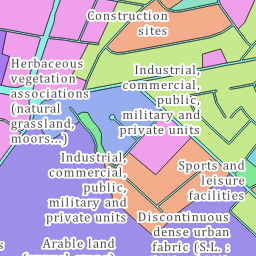 Construction
sites
Herbaceous
vegetation
associations
(natural
grassland,
moors...)
Industrial,
commercial,
public,
military and
private units
Industrial,
commercial,
public,
military and
private units
Sports and
leisure
facilities
Discontinuous
dense urban
fabric (S.L. :
Arable land